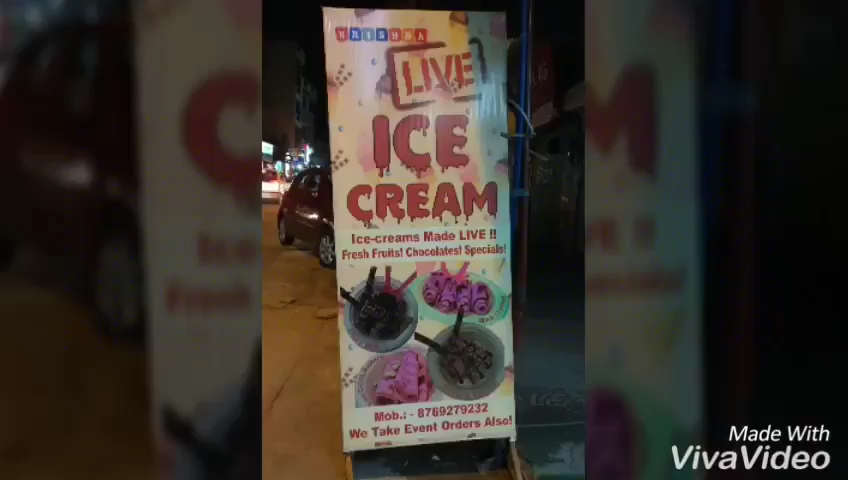 KRISHNA
LIVE
ICE
CREAM
Ice-creams Made LIVE !!
Fresh Fruits! Chocolates! Specials!
Mob.: - 8769279232
We Take Event Orders Also!
Made With
VivaVideo